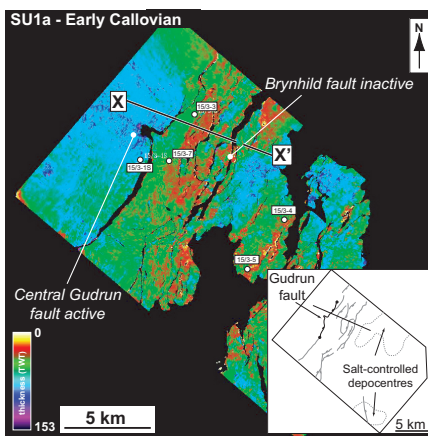 SU1a - Early Callovian
N
X
15/3-3
Brynhild fault inactive
15/3-7
15/3-1S
X'
15/3-4
15/3-5
Central Gudrun
fault active
0
thickness (TWT)
153
5 km
Gudrun
fault
Salt-controlled
depocentres
5 km